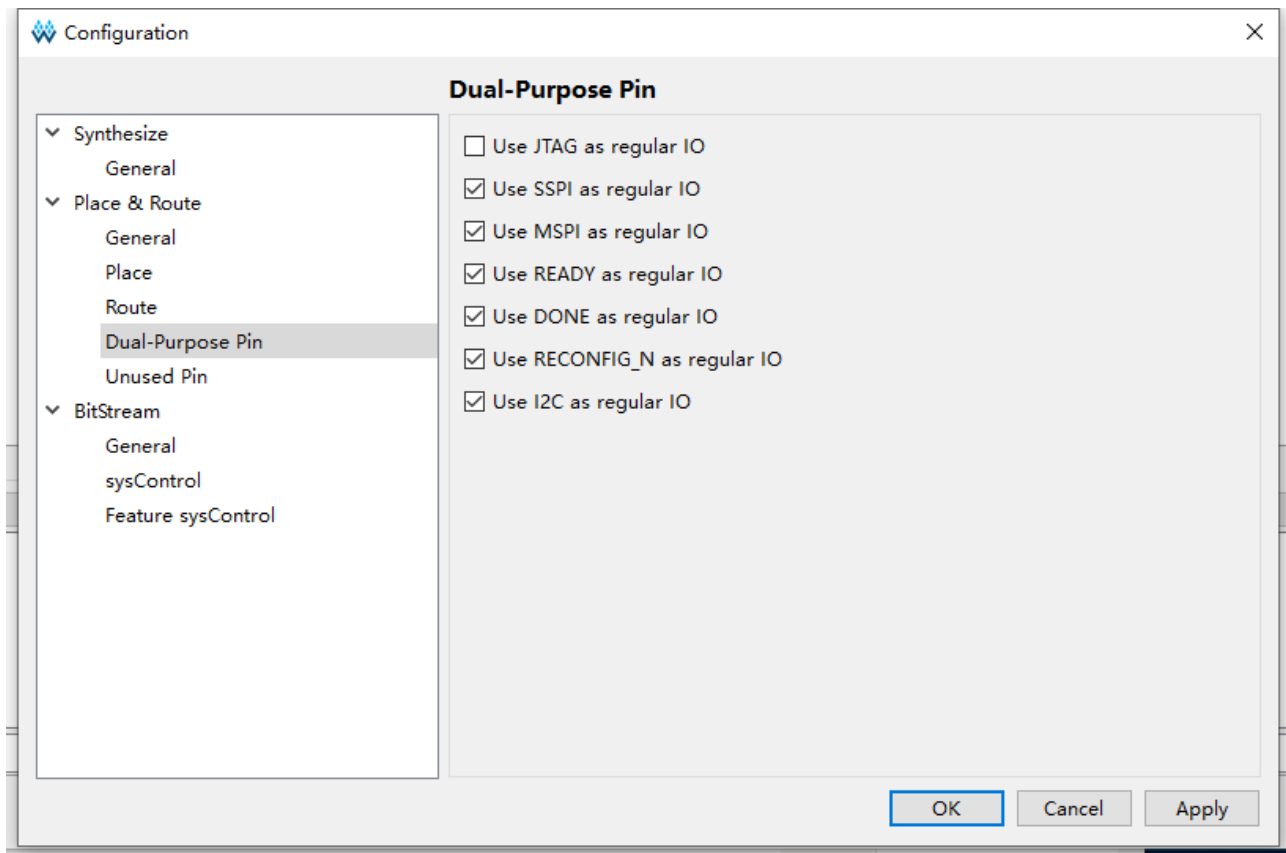 Configuration
Dual-Purpose Pin
Synthesize
General
Place & Route
General
Place
Route
Dual-Purpose Pin
Unused Pin
BitStream
General
sysControl
Feature sysControl
Use JTAG as regular IO
Use SSPI as regular IO
Use MSPI as regular IO
Use READY as regular IO
Use DONE as regular IO
Use RECONFIG_N as regular IO
Use I2C as regular IO
OK
Cancel
Apply